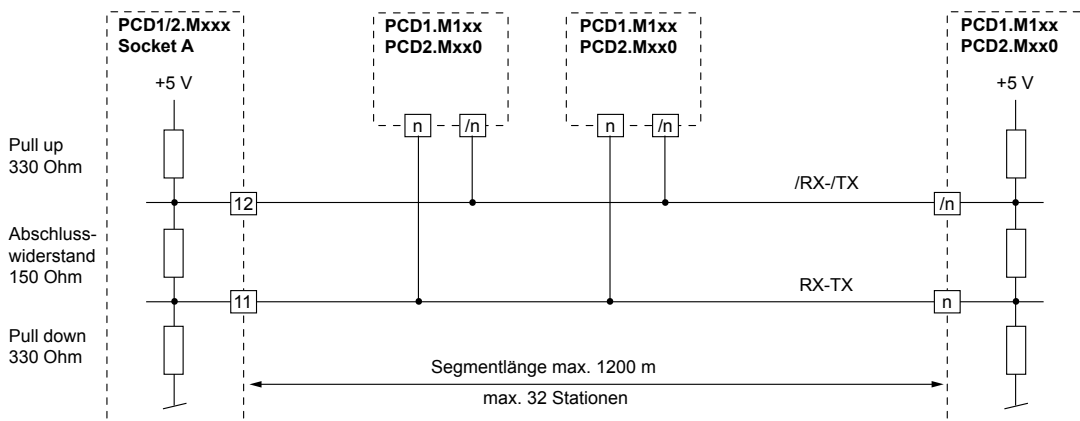 PCD1/2.Mxxx
Socket A
PCD1.M1xx
PCD2.Mxx0
PCD1.M1xx
PCD2.Mxx0
PCD1.M1xx
PCD2.Mxx0
+5 V
+5 V
n
/n
n
/n
Pull up
330 Ohm
/RX-/TX
12
/n
Abschluss-
widerstand
150 Ohm
RX-TX
11
n
Pull down
330 Ohm
Segmentlänge max. 1200 m
max. 32 Stationen